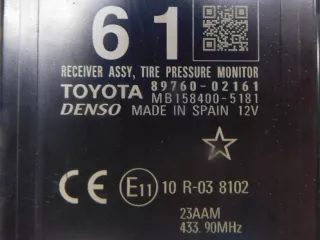 61
RECEIVER ASSY, TIRE PRESSURE MONITOR
TOYOTA 89760-02161
DENSO MB158400-5181
MADE IN SPAIN 12V
CE E11 10 R-03 8102
23AAM
433.90MHz